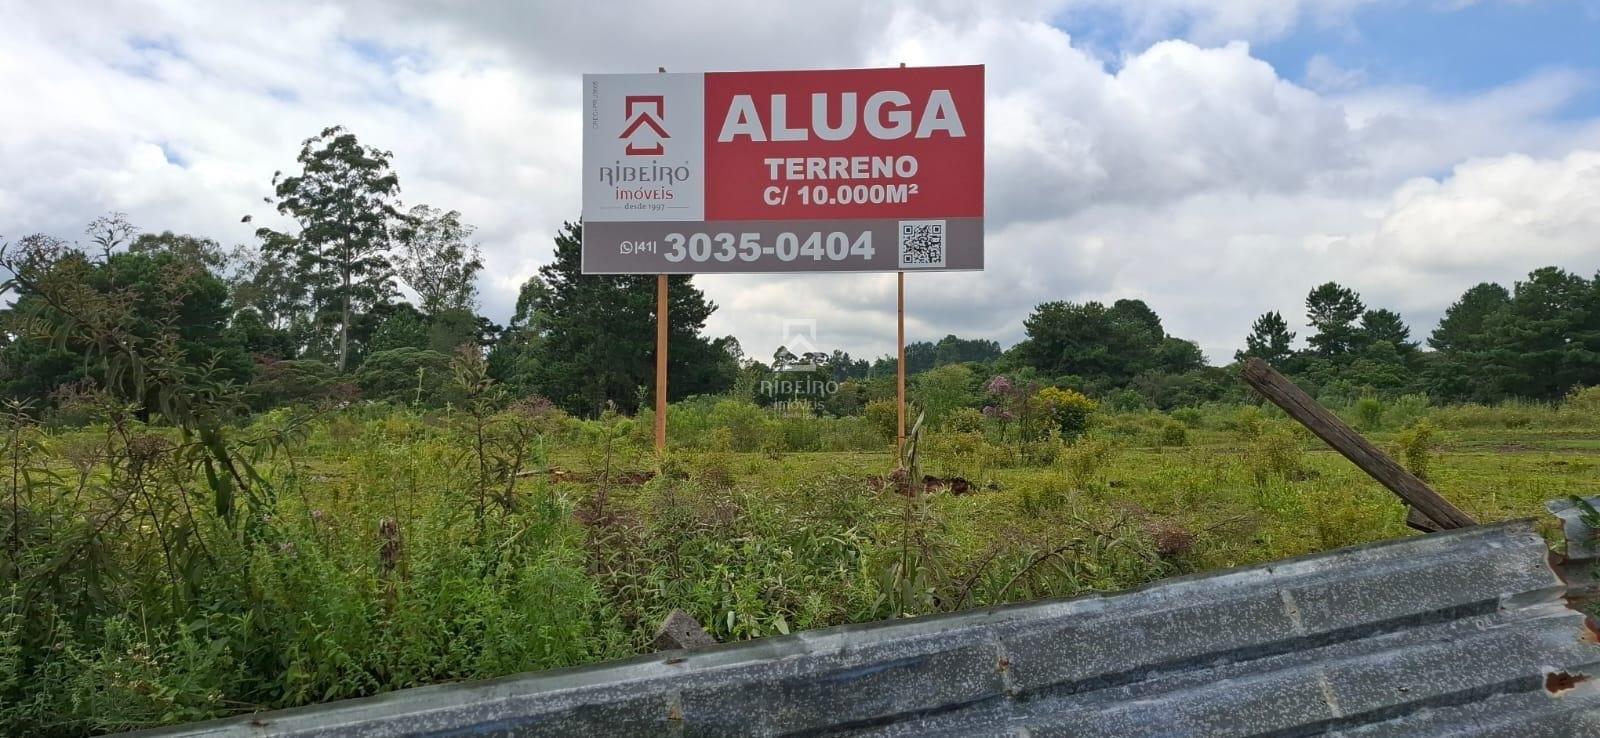 ALUGA
TERRENO
C/ 10.000M²
RIBEIRO
imóveis
desde 1997
|41| 3035-0404
RIBEIRO
imóveis